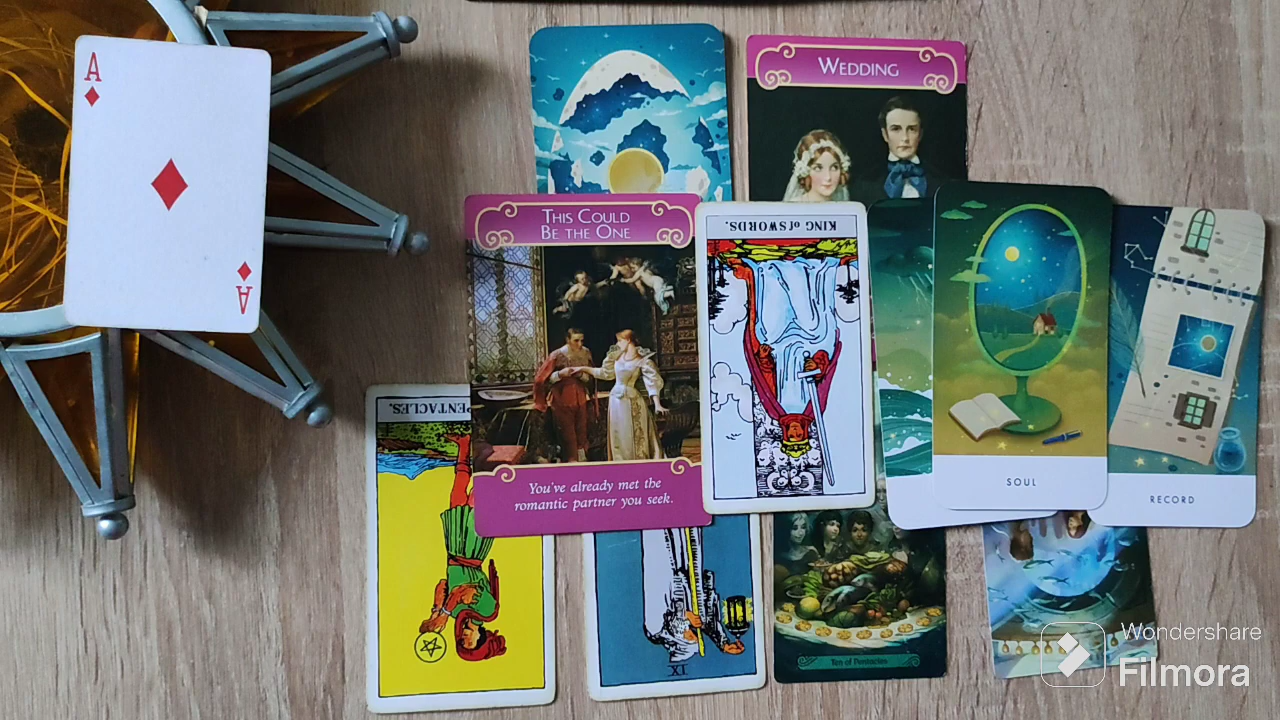 A
A
WEDDING
THIS COULD
BE THE ONE
You've already met the
romantic partner you seek.
KING of SWORDS.
PENTACLES.
IX
Ten of Pentacles
SOUL
RECORD
Wondershare
Filmora